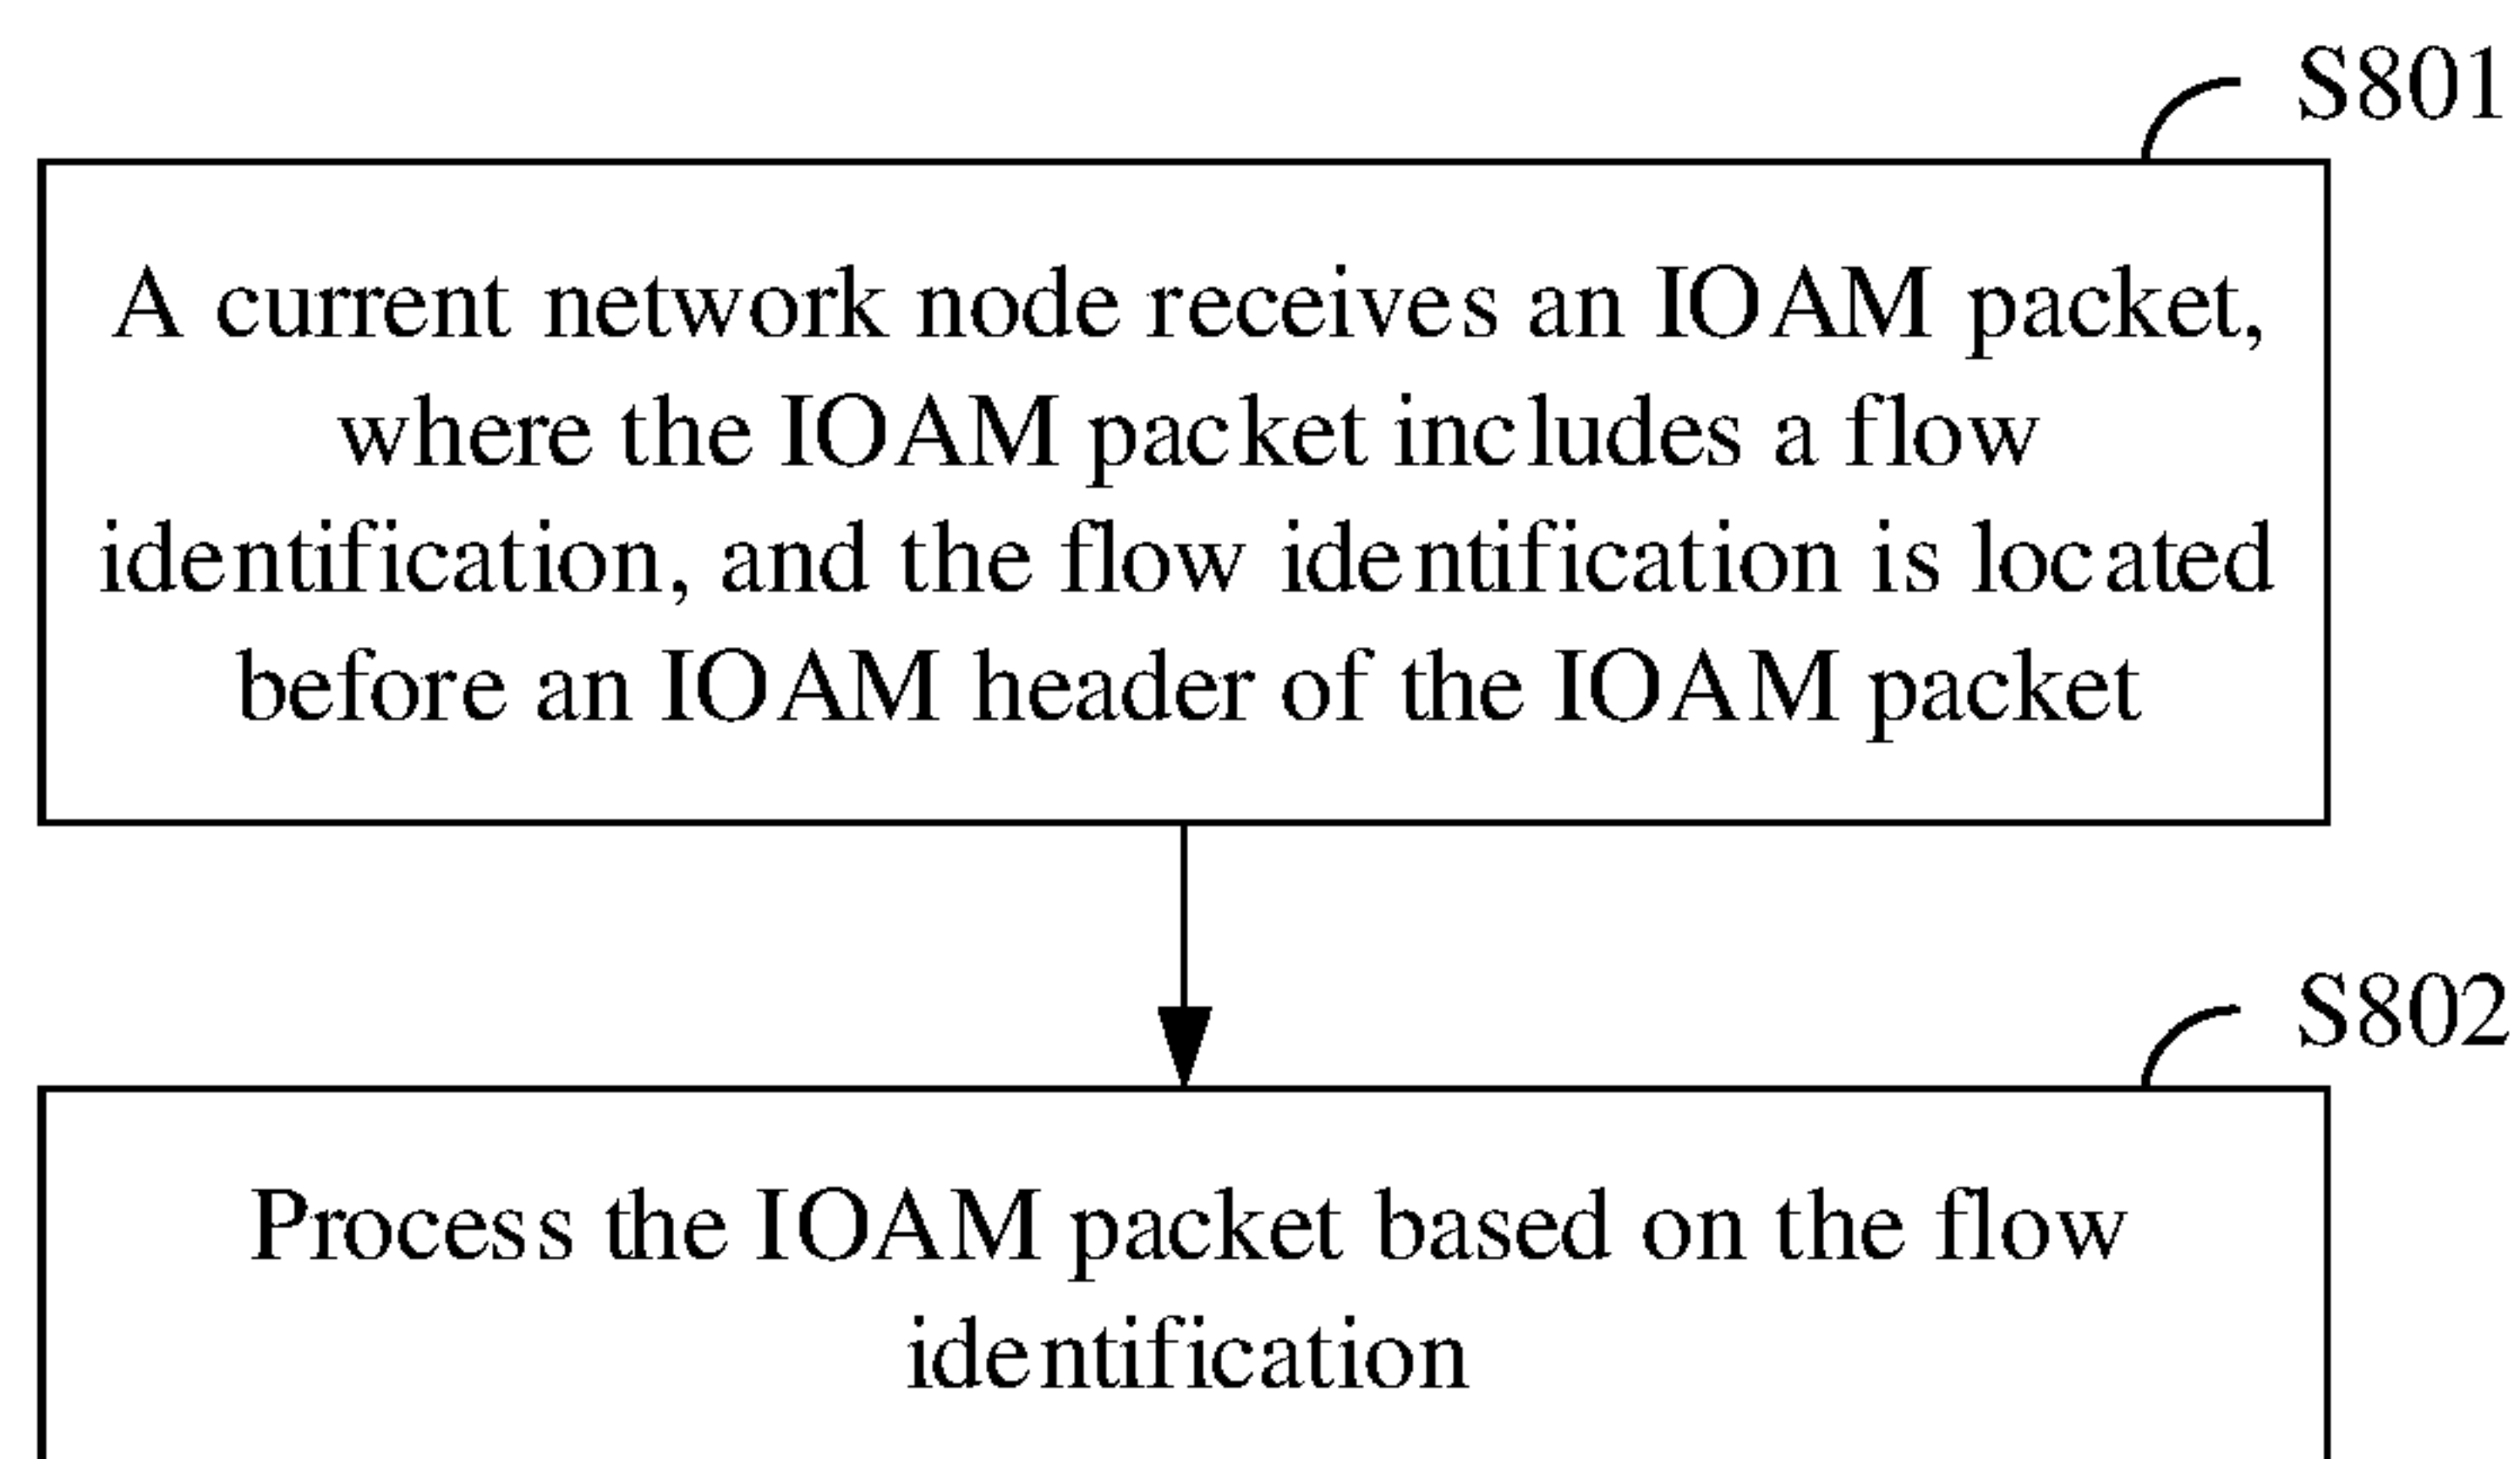 S801
A current network node receives an IOAM packet,
where the IOAM packet includes a flow
identification, and the flow identification is located
before an IOAM header of the IOAM packet
S802
Process the IOAM packet based on the flow
identification